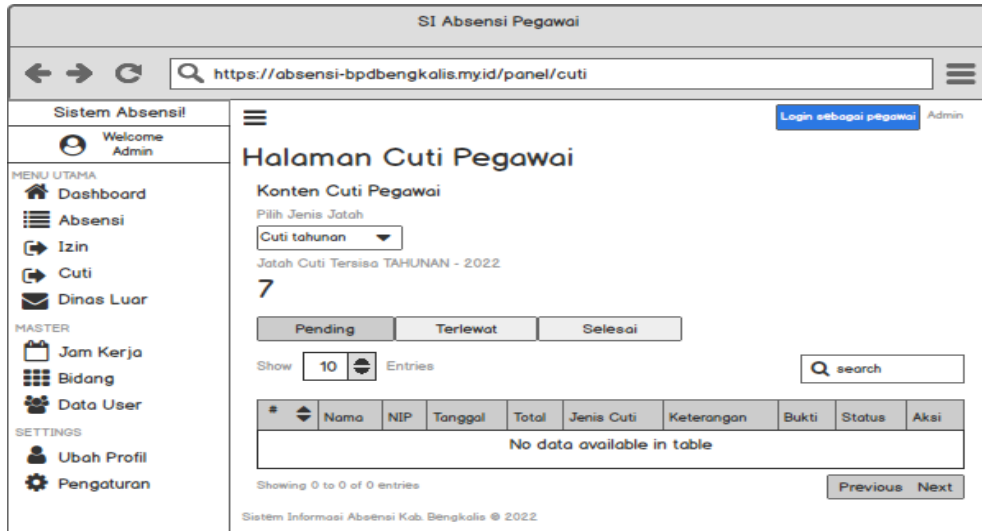 SI Absensi Pegawai
https://absensi-bpdbengkalis.my.id/panel/cuti
Sistem Absensi!
Welcome
Admin
MENU UTAMA
Dashboard
Absensi
Izin
Cuti
Dinas Luar
MASTER
Jam Kerja
Bidang
Data User
SETTINGS
Ubah Profil
Pengaturan
Login sebagai pegawai Admin
Halaman Cuti Pegawai
Konten Cuti Pegawai
Pilih Jenis Jatah
Cuti tahunan
Jatah Cuti Tersisa TAHUNAN - 2022
7
Pending Terlewat Selesai
Show 10 Entries search
# Nama NIP Tanggal Total Jenis Cuti Keterangan Bukti Status Aksi
No data available in table
Showing 0 to 0 of 0 entries Previous Next
Sistem Informasi Absensi Kab. Bengkalis © 2022